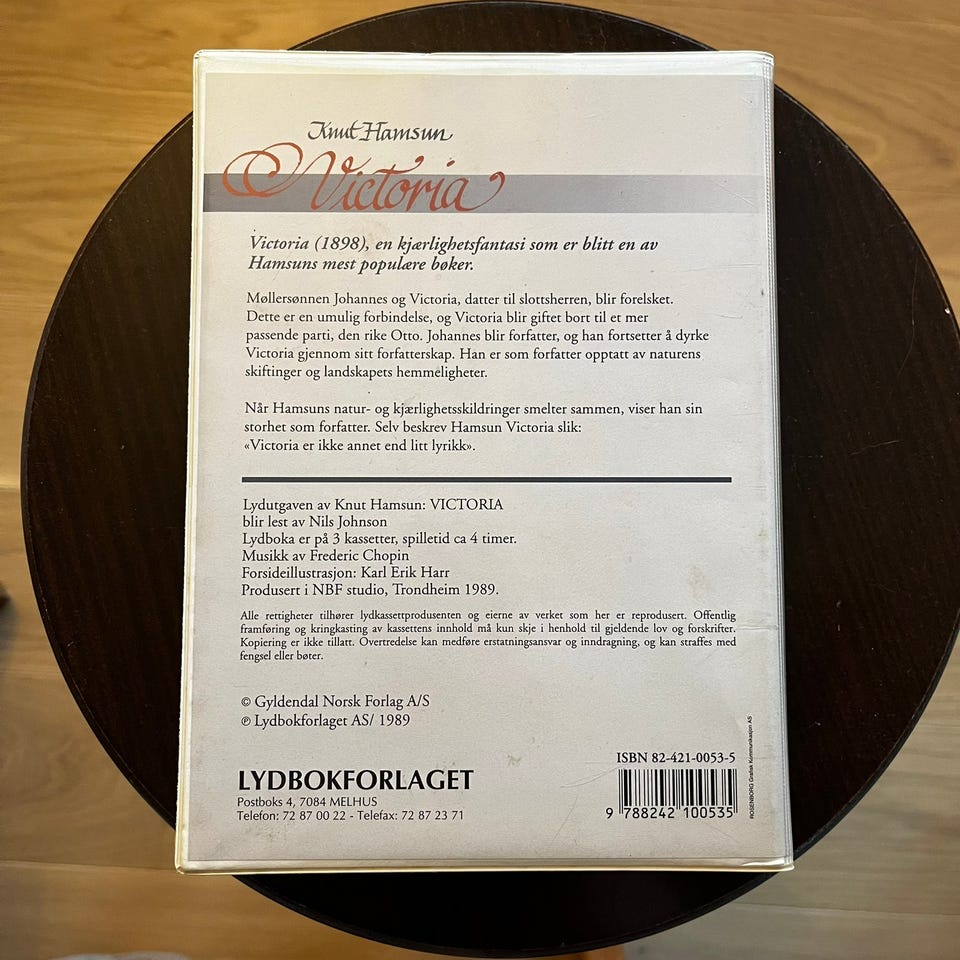 Knut Hamsun
Victoria
Victoria (1898), en kjærlighetsfantasi som er blitt en av
Hamsuns mest populære bøker.
Møllersønnen Johannes og Victoria, datter til slottsherren, blir forelsket.
Dette er en umulig forbindelse, og Victoria blir giftet bort til et mer
passende parti, den rike Otto. Johannes blir forfatter, og han fortsetter å dyrke
Victoria gjennom sitt forfatterskap. Han er som forfatter opptatt av naturens
skiftinger og landskapets hemmeligheter.
Når Hamsuns natur- og kjærlighetsskildringer smelter sammen, viser han sin
storhet som forfatter. Selv beskrev Hamsun Victoria slik:
«Victoria er ikke annet end litt lyrikk».
Lydutgaven av Knut Hamsun: VICTORIA
blir lest av Nils Johnson
Lydboka er på 3 kassetter, spilletid ca 4 timer.
Musikk av Frederic Chopin
Forsideillustrasjon: Karl Erik Harr
Produsert i NBF studio, Trondheim 1989.
Alle rettigheter tilhører lydkassettprodusenten og eierne av verket som her er reprodusert. Offentlig
framføring og kringkasting av kassettens innhold må kun skje i henhold til gjeldende lov og forskrifter.
Kopiering er ikke tillatt. Overtredelse kan medføre erstatningsansvar og inndragning, og kan straffes med
fengsel eller bøter.
© Gyldendal Norsk Forlag A/S
℗ Lydbokforlaget AS/ 1989
LYDBOKFORLAGET
Postboks 4, 7084 MELHUS
Telefon: 72 87 00 22 - Telefax: 72 87 23 71
ISBN 82-421-0053-5
9 788242 100535
ROSENBORG Grafisk Kommunikasjon AS